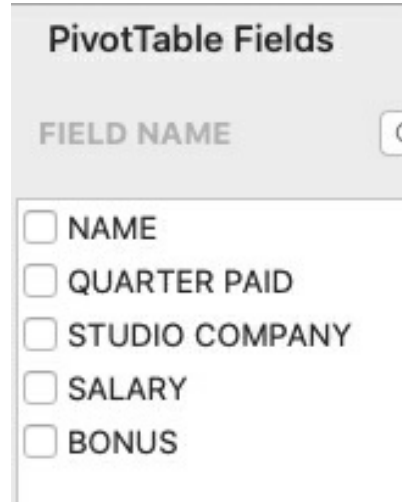 PivotTable Fields
FIELD NAME
NAME
QUARTER PAID
STUDIO COMPANY
SALARY
BONUS